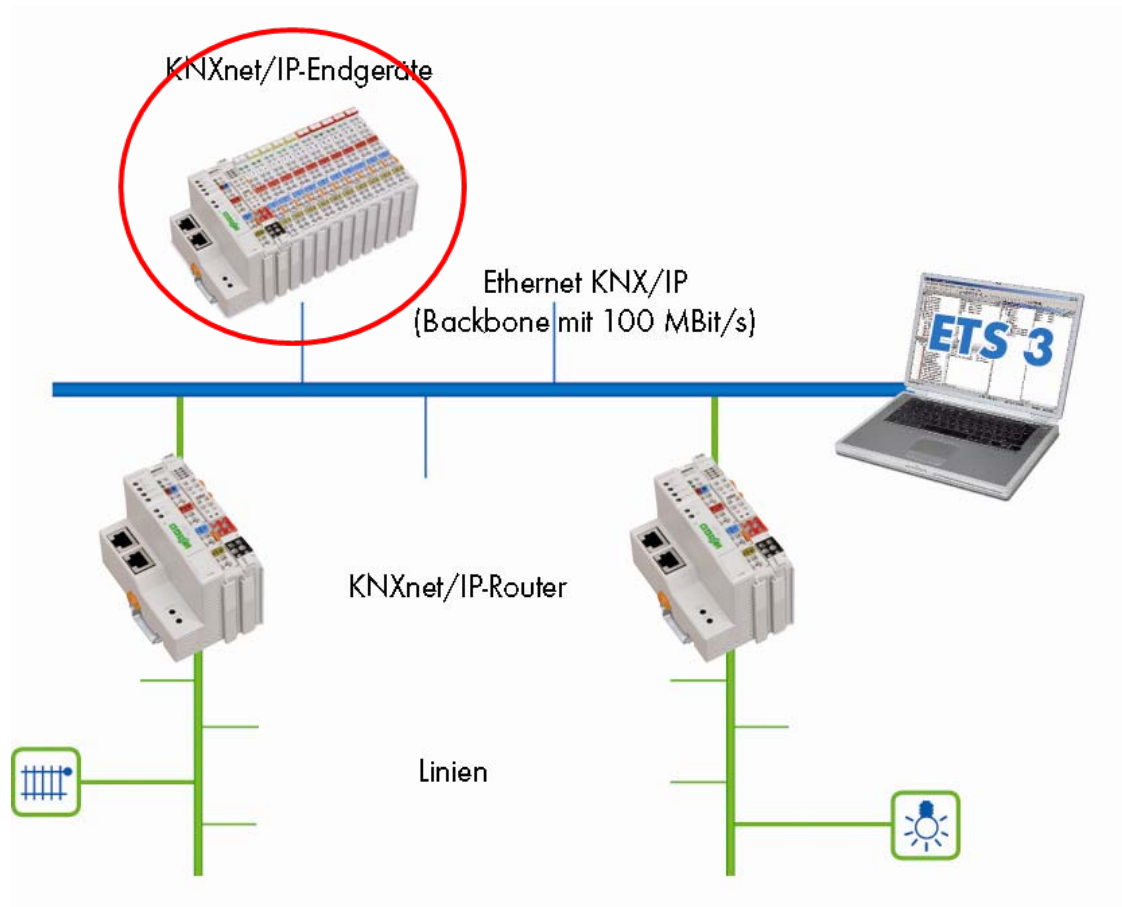 KNXnet/IP-Endgeräte
Ethernet KNX/IP
(Backbone mit 100 MBit/s)
ETS 3
KNXnet/IP-Router
Linien